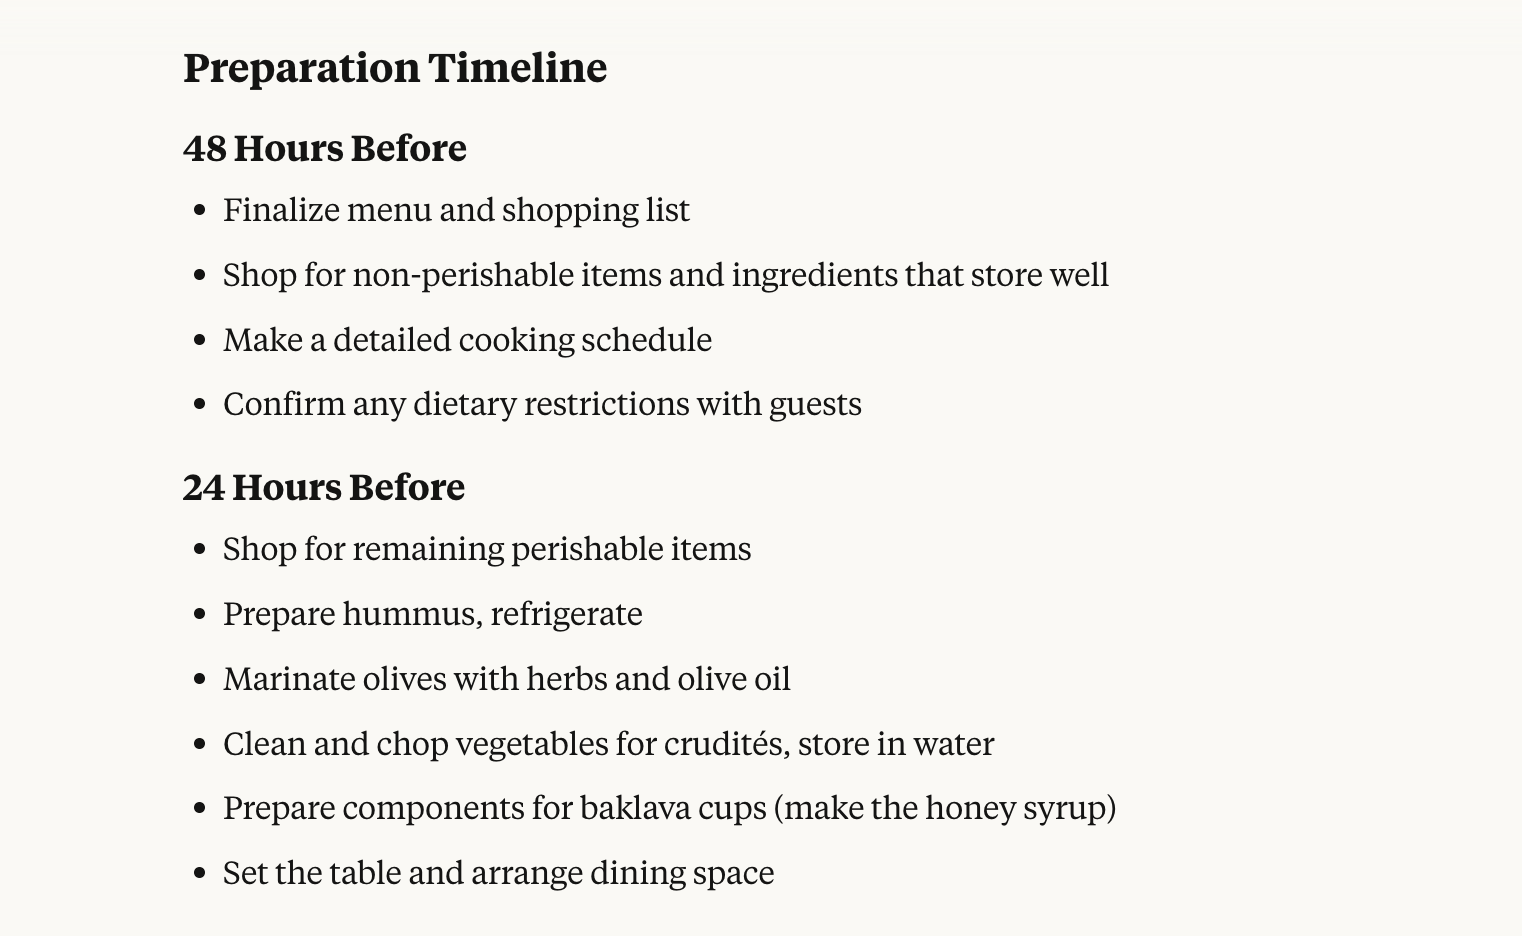 Preparation Timeline
48 Hours Before
• Finalize menu and shopping list
• Shop for non-perishable items and ingredients that store well
• Make a detailed cooking schedule
• Confirm any dietary restrictions with guests
24 Hours Before
• Shop for remaining perishable items
• Prepare hummus, refrigerate
• Marinate olives with herbs and olive oil
• Clean and chop vegetables for crudités, store in water
• Prepare components for baklava cups (make the honey syrup)
• Set the table and arrange dining space